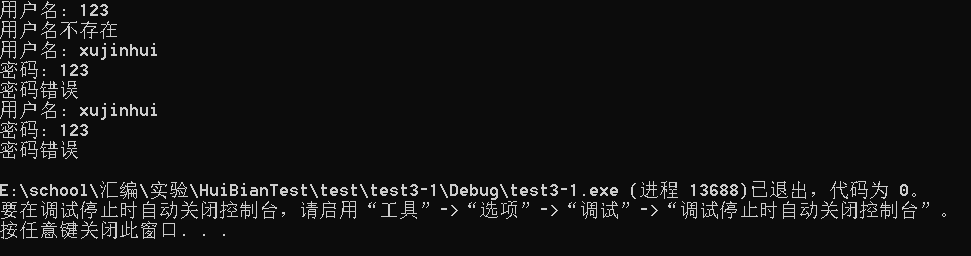 用户名: 123
用户名不存在
用户名: xujinhui
密码: 123
密码错误
用户名: xujinhui
密码: 123
密码错误
E:\school\汇编\实验\HuiBianTest\test\test3-1\Debug\test3-1.exe (进程 13688)已退出，代码为 0。
要在调试停止时自动关闭控制台，请启用“工具”->“选项”->“调试”->“调试停止时自动关闭控制台”。
按任意键关闭此窗口. . .